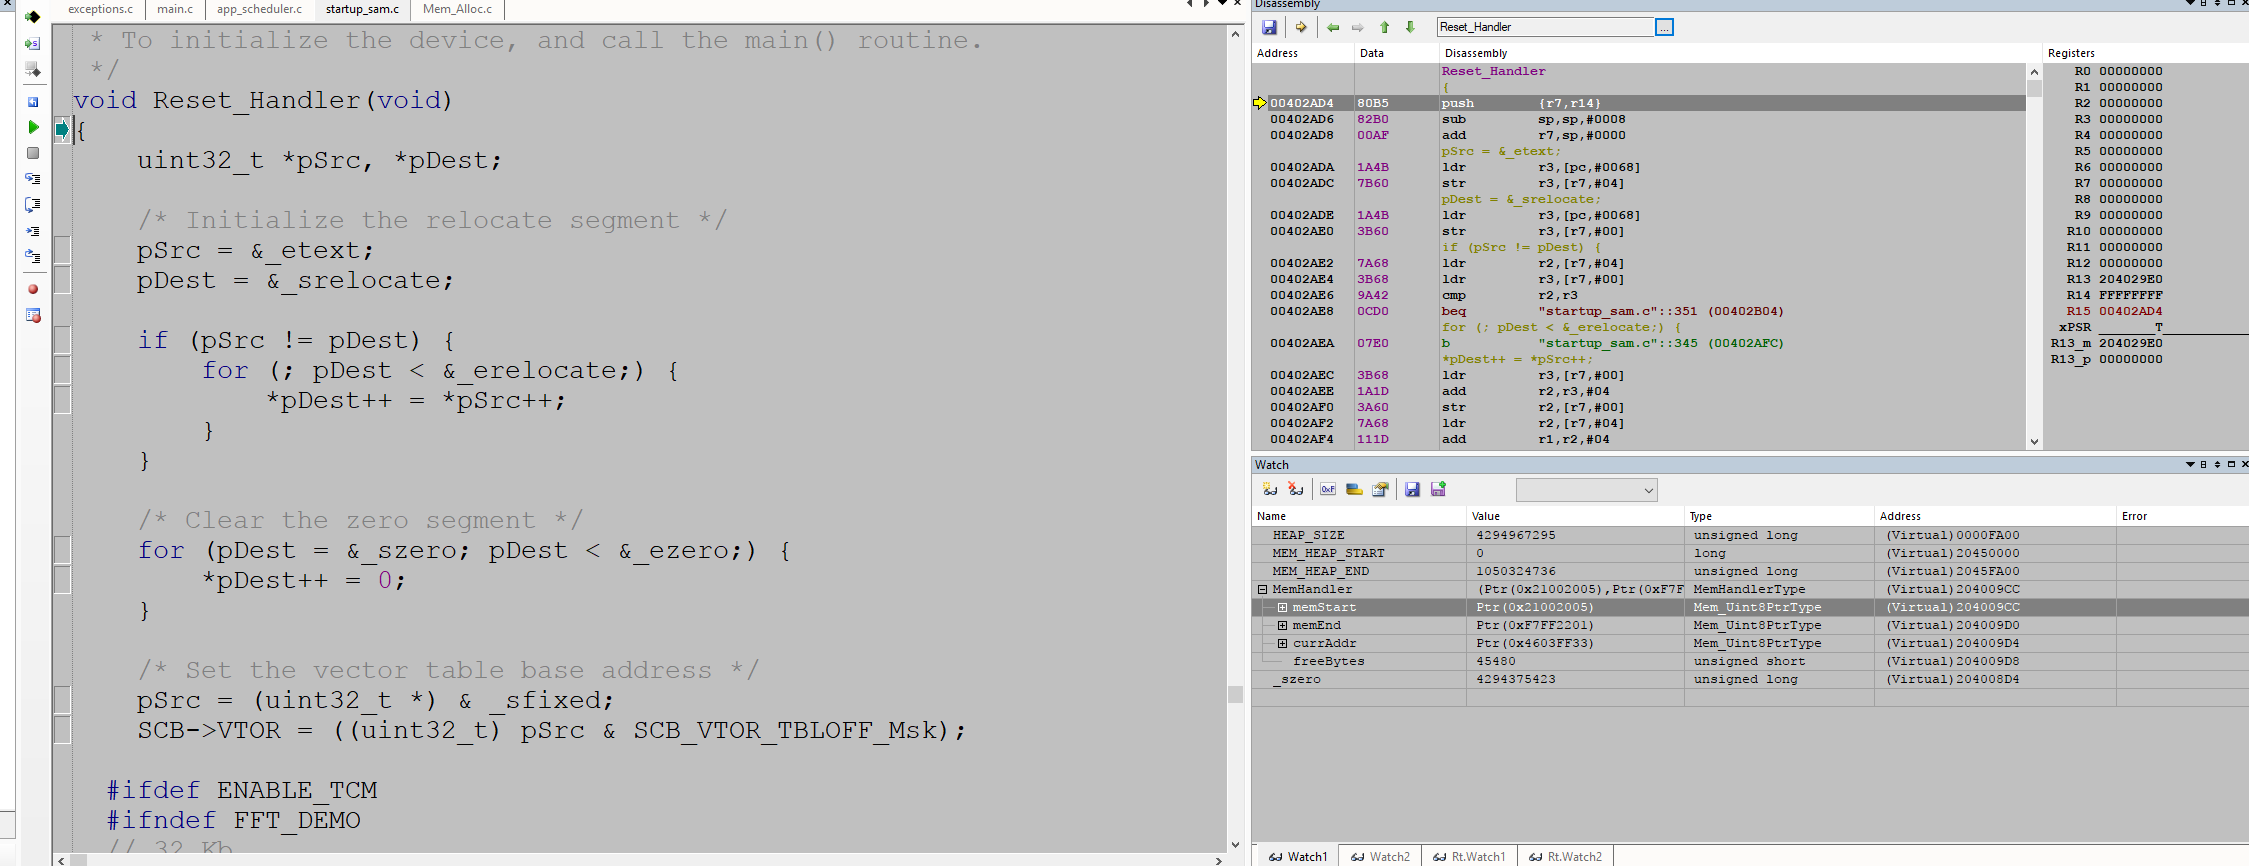 exceptions.c main.c app_scheduler.c startup_sam.c Mem_Alloc.c
* To initialize the device, and call the main() routine.
*/
void Reset_Handler(void)
{
uint32_t *pSrc, *pDest;
/* Initialize the relocate segment */
pSrc = &_etext;
pDest = &_srelocate;
if (pSrc != pDest) {
for (; pDest < &_erelocate;) {
*pDest++ = *pSrc++;
}
}
/* Clear the zero segment */
for (pDest = &_szero; pDest < &_ezero;) {
*pDest++ = 0;
}
/* Set the vector table base address */
pSrc = (uint32_t *) & _sfixed;
SCB->VTOR = ((uint32_t) pSrc & SCB_VTOR_TBLOFF_Msk);
#ifdef ENABLE_TCM
#ifndef FFT_DEMO
// 32 Kb
Disassembly
Reset_Handler ...
Address Data Disassembly
Reset_Handler
{
00402AD4 80B5 push {r7,r14}
00402AD6 82B0 sub sp,sp,#0008
00402AD8 00AF add r7,sp,#0000
pSrc = &_etext;
00402ADA 1A4B ldr r3,[pc,#0068]
00402ADC 7B60 str r3,[r7,#04]
pDest = &_srelocate;
00402ADE 1A4B ldr r3,[pc,#0068]
00402AE0 3B60 str r3,[r7,#00]
if (pSrc != pDest) {
00402AE2 7A68 ldr r2,[r7,#04]
00402AE4 3B68 ldr r3,[r7,#00]
00402AE6 9A42 cmp r2,r3
00402AE8 0CD0 beq "startup_sam.c"::351 (00402B04)
for (; pDest < &_erelocate;) {
00402AEA 07E0 b "startup_sam.c"::345 (00402AFC)
*pDest++ = *pSrc++;
00402AEC 3B68 ldr r3,[r7,#00]
00402AEE 1A1D add r2,r3,#04
00402AF0 3A60 str r2,[r7,#00]
00402AF2 7A68 ldr r2,[r7,#04]
00402AF4 111D add r1,r2,#04
Registers
R0 00000000
R1 00000000
R2 00000000
R3 00000000
R4 00000000
R5 00000000
R6 00000000
R7 00000000
R8 00000000
R9 00000000
R10 00000000
R11 00000000
R12 00000000
R13 204029E0
R14 FFFFFFFF
R15 00402AD4
xPSR _______T___________
R13_m 204029E0
R13_p 00000000
Watch
Name Value Type Address Error
HEAP_SIZE 4294967295 unsigned long (Virtual)0000FA00
MEM_HEAP_START 0 long (Virtual)20450000
MEM_HEAP_END 1050324736 unsigned long (Virtual)2045FA00
MemHandler (Ptr(0x21002005),Ptr(0xF7F MemHandlerType (Virtual)204009CC
memStart Ptr(0x21002005) Mem_Uint8PtrType (Virtual)204009CC
memEnd Ptr(0xF7FF2201) Mem_Uint8PtrType (Virtual)204009D0
currAddr Ptr(0x4603FF33) Mem_Uint8PtrType (Virtual)204009D4
freeBytes 45480 unsigned short (Virtual)204009D8
_szero 4294375423 unsigned long (Virtual)204008D4
Watch1 Watch2 Rt.Watch1 Rt.Watch2